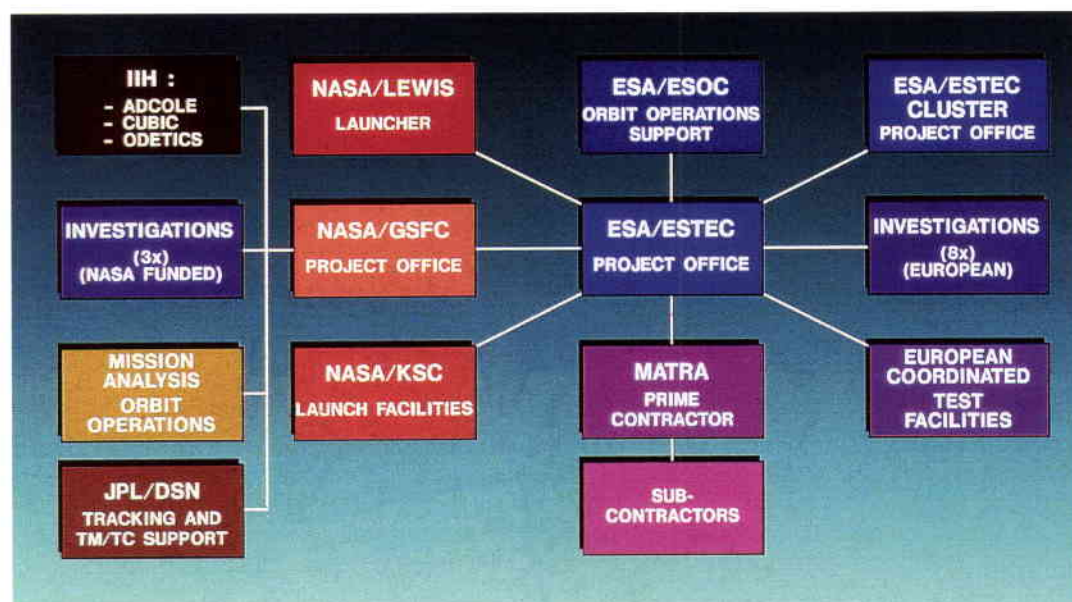 IIH :
– ADCOLE
– CUBIC
– ODETICS
NASA/LEWIS
LAUNCHER
ESA/ESOC
ORBIT OPERATIONS
SUPPORT
ESA/ESTEC
CLUSTER
PROJECT OFFICE
INVESTIGATIONS
(3x)
(NASA FUNDED)
NASA/GSFC
PROJECT OFFICE
ESA/ESTEC
PROJECT OFFICE
INVESTIGATIONS
(8x)
(EUROPEAN)
MISSION
ANALYSIS
ORBIT
OPERATIONS
NASA/KSC
LAUNCH FACILITIES
MATRA
PRIME
CONTRACTOR
EUROPEAN
COORDINATED
TEST
FACILITIES
JPL/DSN
TRACKING AND
TM/TC SUPPORT
SUB-
CONTRACTORS